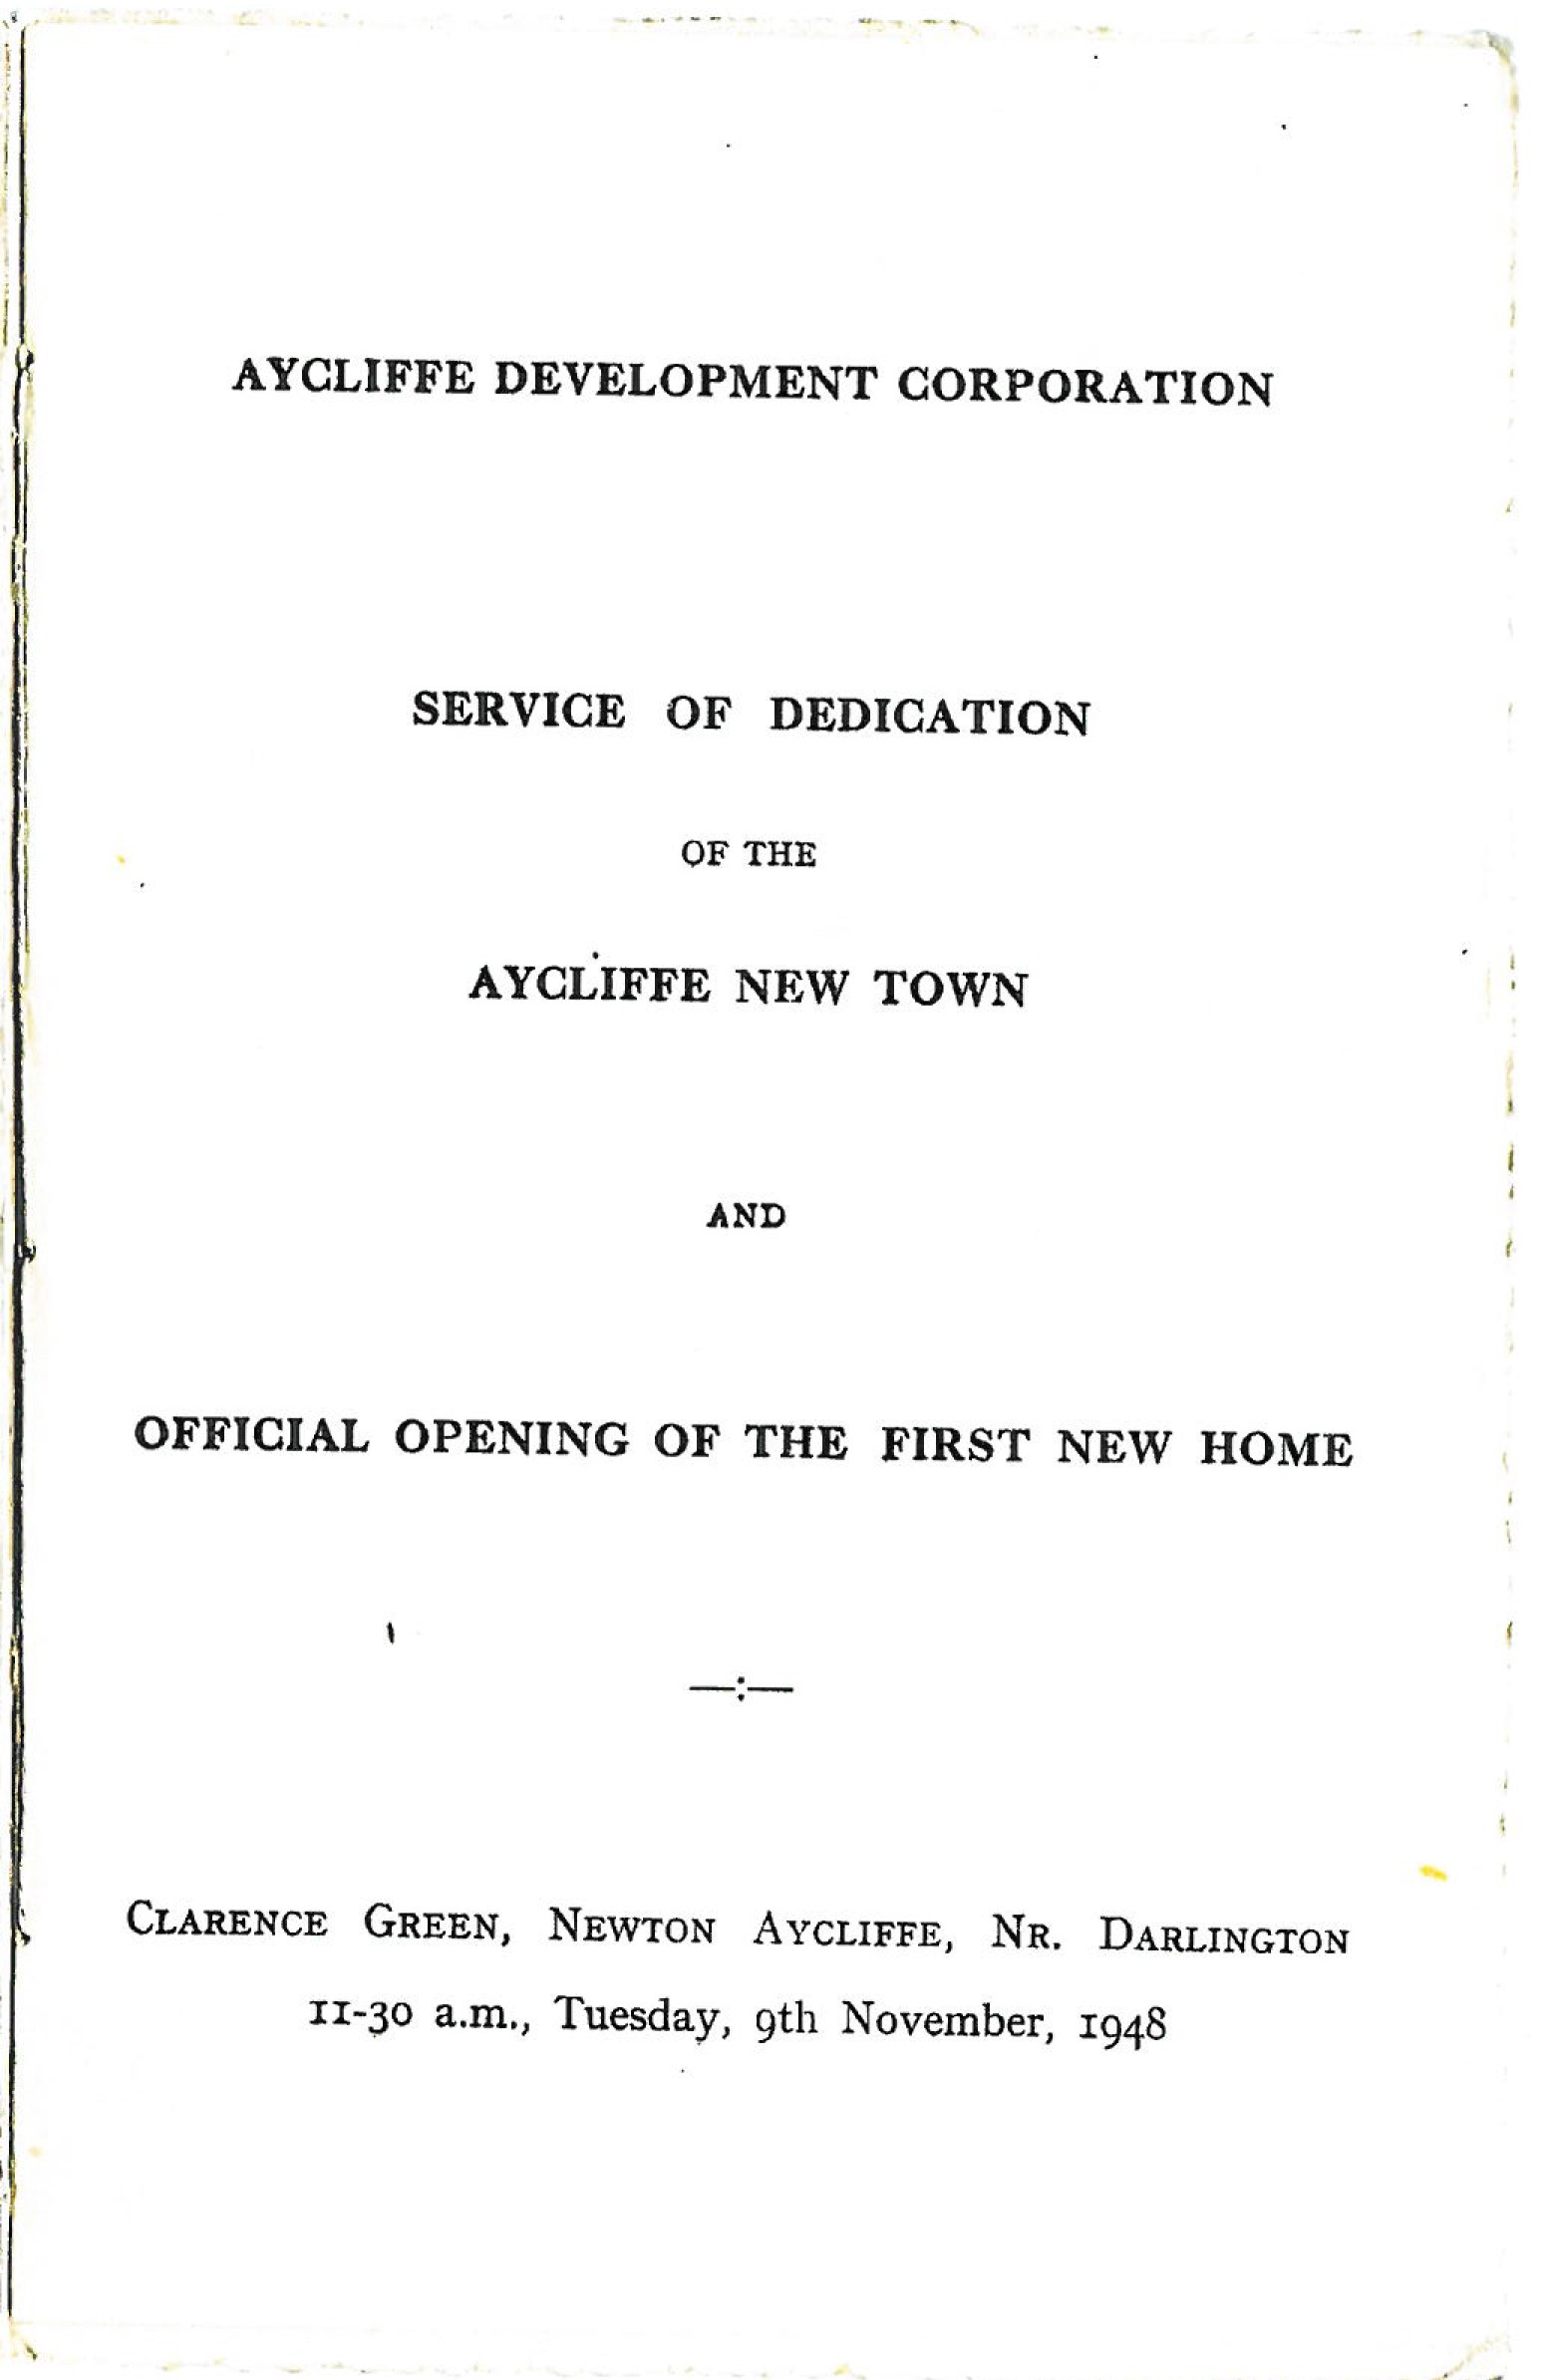 AYCLIFFE DEVELOPMENT CORPORATION
SERVICE OF DEDICATION
OF THE
AYCLIFFE NEW TOWN
AND
OFFICIAL OPENING OF THE FIRST NEW HOME
—:—
CLARENCE GREEN, NEWTON AYCLIFFE, NR. DARLINGTON
11-30 a.m., Tuesday, 9th November, 1948